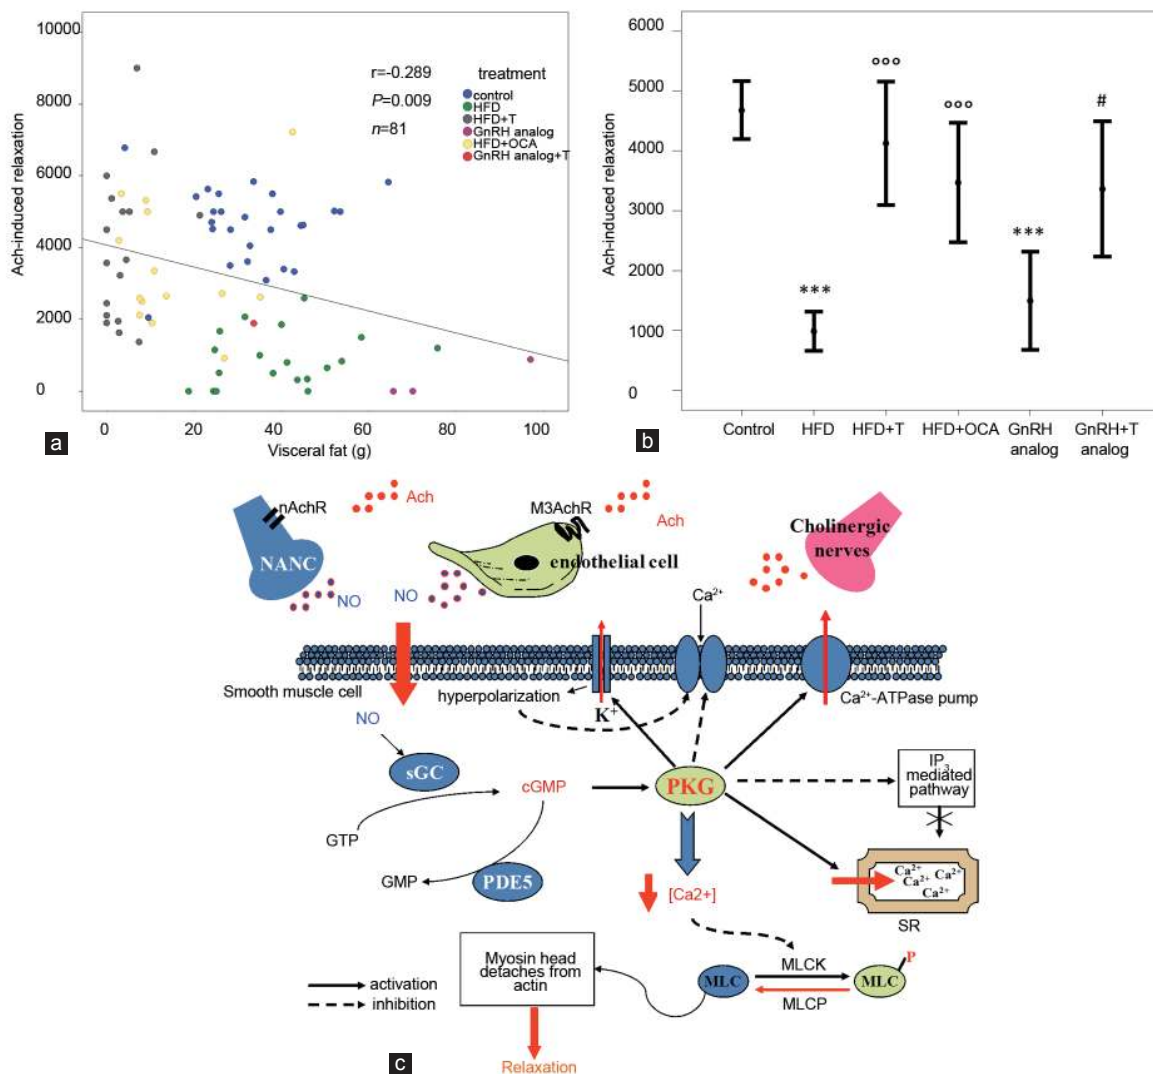 10000
8000
6000
4000
2000
0
Ach-induced relaxation
r=-0.289
P=0.009
n=81
treatment
control
HFD
HFD+T
GnRH analog
HFD+OCA
GnRH analog+T
0 20 40 60 80 100
Visceral fat (g)
a
6000
5000
4000
3000
2000
1000
0
Ach-induced relaxation
***
°°°
°°°
***
#
Control HFD HFD+T HFD+OCA GnRH analog GnRH+T analog
b
nAchR
Ach
NANC
NO
M3AchR
Ach
endothelial cell
NO
Cholinergic
nerves
Ca²⁺
Smooth muscle cell
hyperpolarization
K⁺
Ca²⁺-ATPase pump
NO
sGC
cGMP
PKG
IP₃
mediated
pathway
GTP
GMP
PDE5
[Ca2+]
Ca²⁺
Ca²⁺
Ca²⁺
Ca²⁺
SR
Myosin head
detaches from
actin
MLC
MLCK
MLCP
MLC
P
activation
inhibition
Relaxation
c